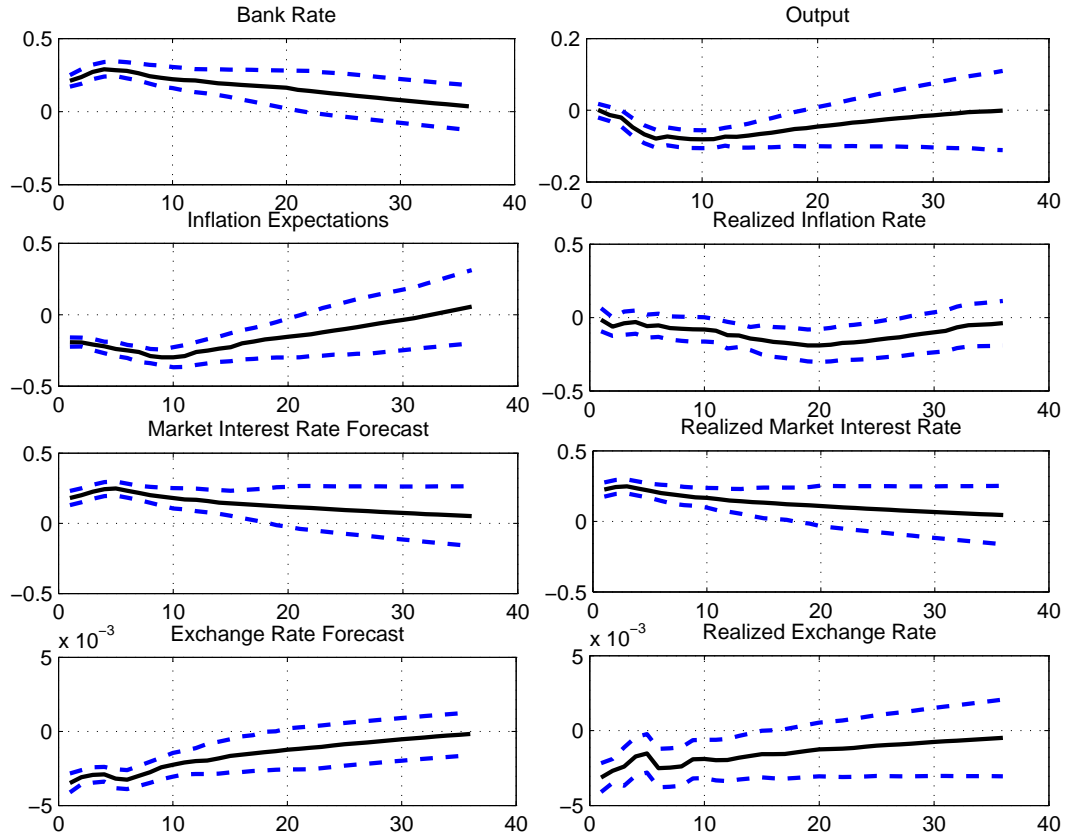 Bank Rate
0.5
0
−0.5
0 10 20 30 40
Output
0.2
0
−0.2
0 10 20 30 40
Inflation Expectations
0.5
0
−0.5
0 10 20 30 40
Realized Inflation Rate
0.5
0
−0.5
0 10 20 30 40
Market Interest Rate Forecast
0.5
0
−0.5
0 10 20 30 40
Realized Market Interest Rate
0.5
0
−0.5
0 10 20 30 40
x 10−3
Exchange Rate Forecast
5
0
−5
0 10 20 30 40
x 10−3
Realized Exchange Rate
5
0
−5
0 10 20 30 40